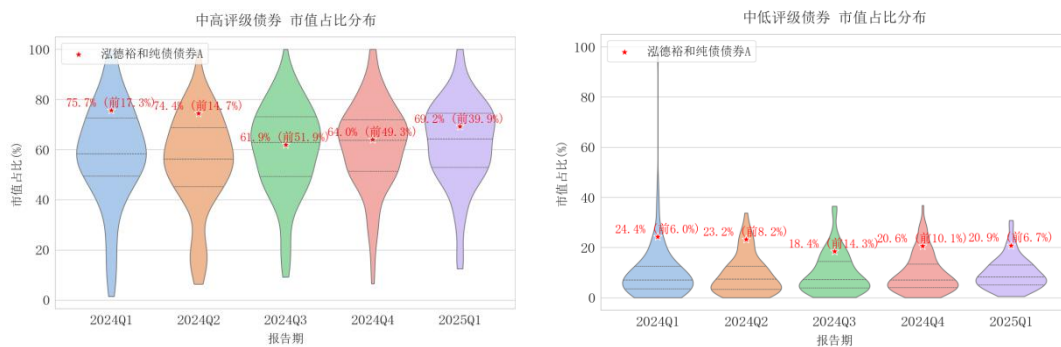 中高评级债券 市值占比分布
100
80
60
40
20
0
市值占比(%)
泓德裕和纯债债券A
75.7% (前17.3%)
74.4% (前14.7%)
61.9% (前51.9%)
64.0% (前49.3%)
69.2% (前39.9%)
2024Q1
2024Q2
2024Q3
2024Q4
2025Q1
报告期
中低评级债券 市值占比分布
100
80
60
40
20
0
市值占比(%)
泓德裕和纯债债券A
24.4% (前6.0%)
23.2% (前8.2%)
18.4% (前14.3%)
20.6% (前10.1%)
20.9% (前6.7%)
2024Q1
2024Q2
2024Q3
2024Q4
2025Q1
报告期